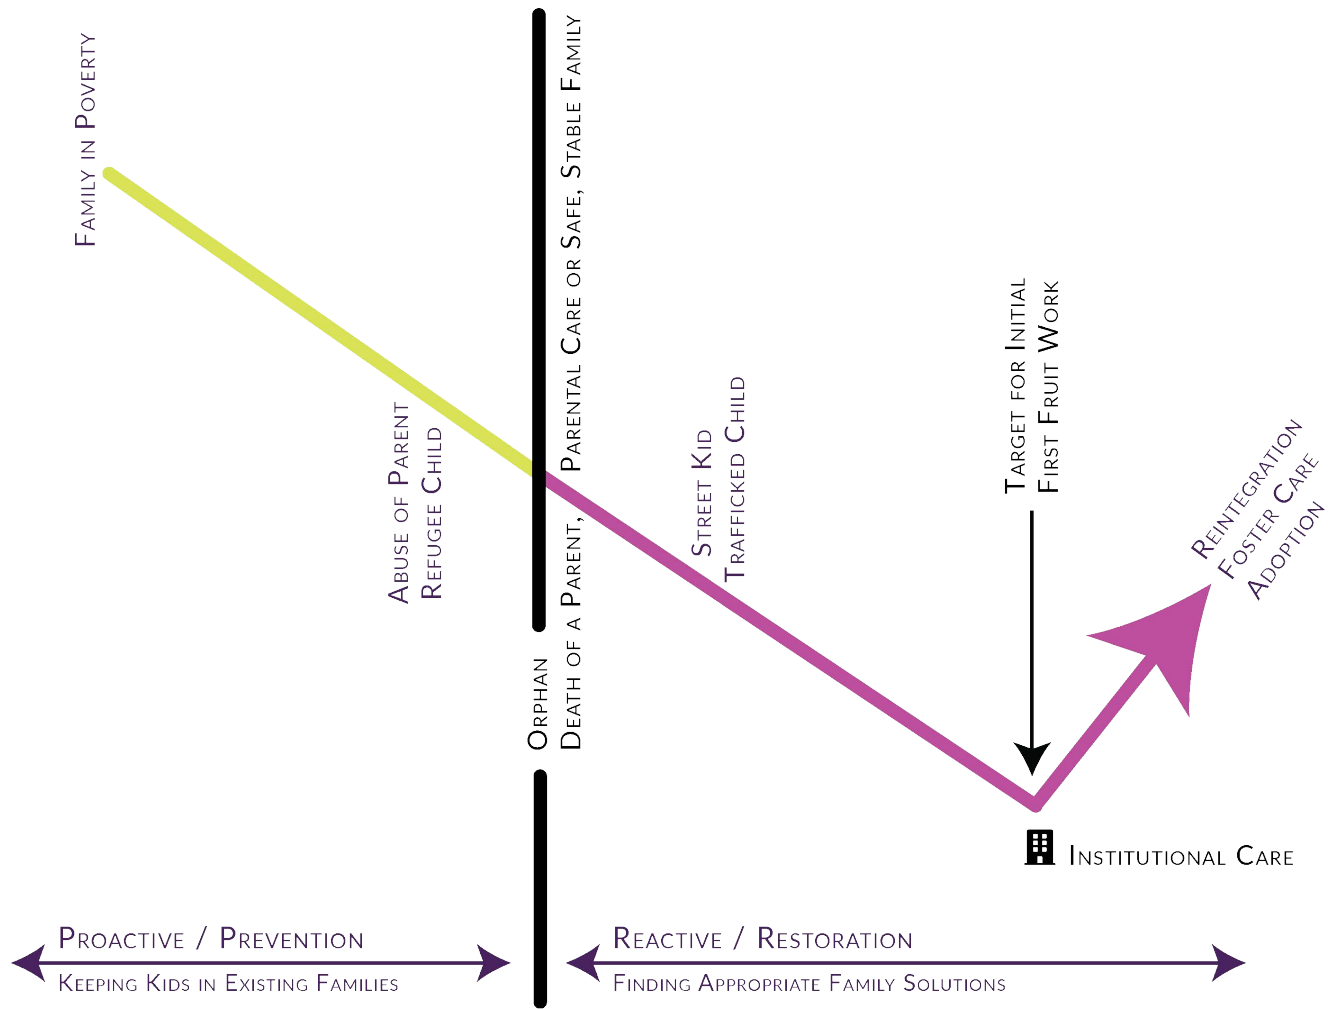 Family in Poverty
Abuse of Parent
Refugee Child
Orphan
Death of a Parent, Parental Care or Safe, Stable Family
Street Kid
Trafficked Child
Target for Initial
First Fruit Work
Reintegration
Foster Care
Adoption
Institutional Care
Proactive / Prevention
Keeping Kids in Existing Families
Reactive / Restoration
Finding Appropriate Family Solutions